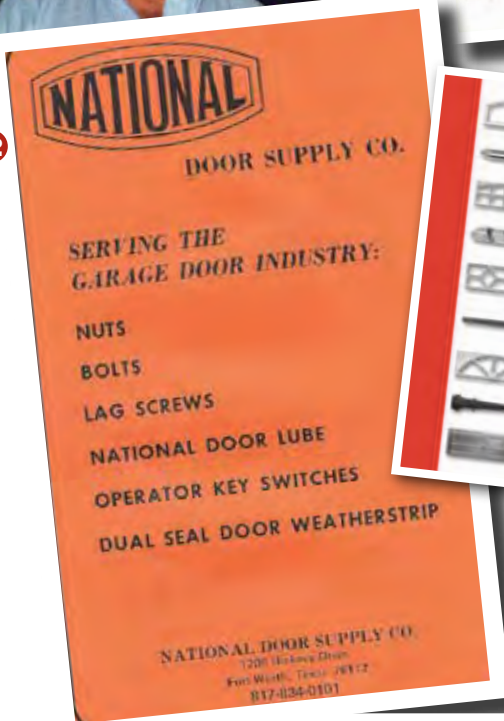 NATIONAL
DOOR SUPPLY CO.
SERVING THE
GARAGE DOOR INDUSTRY:
NUTS
BOLTS
LAG SCREWS
NATIONAL DOOR LUBE
OPERATOR KEY SWITCHES
DUAL SEAL DOOR WEATHERSTRIP
NATIONAL DOOR SUPPLY CO.
Fort Worth, Texas
817-834-0101